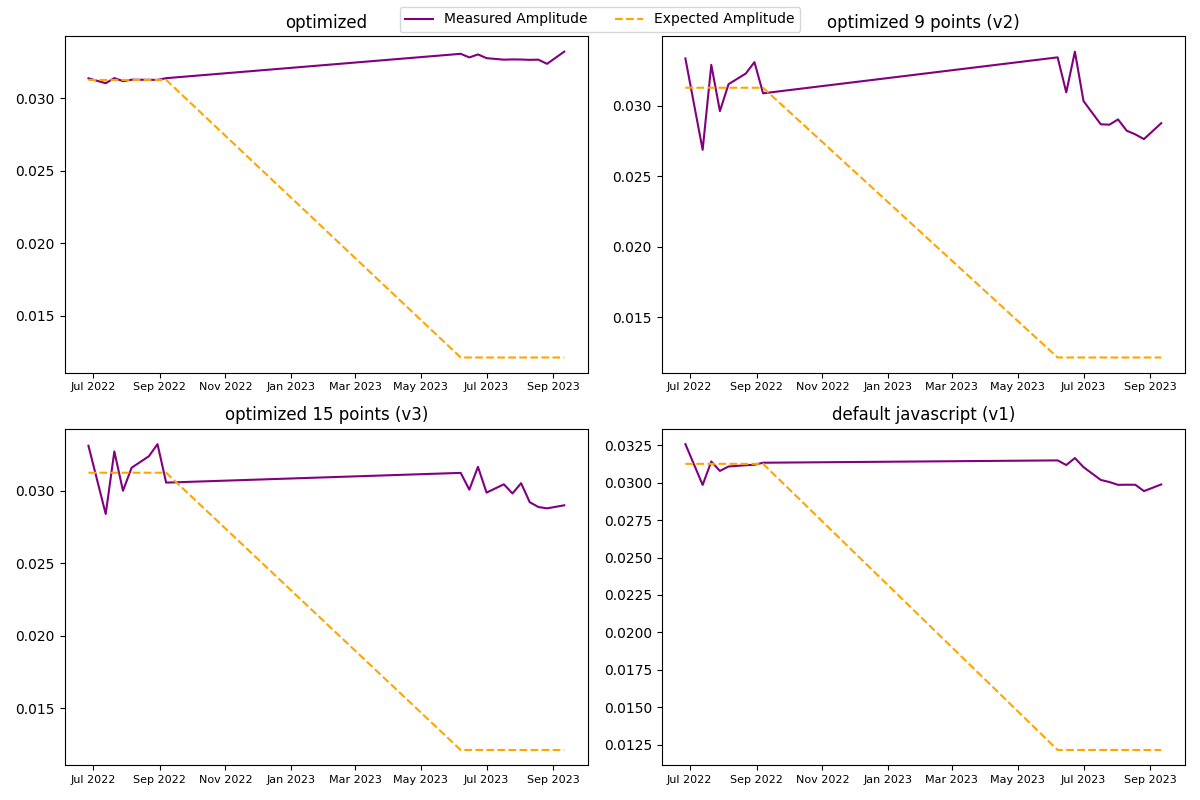 Measured Amplitude Expected Amplitude
optimized
0.030
0.025
0.020
0.015
Jul 2022 Sep 2022 Nov 2022 Jan 2023 Mar 2023 May 2023 Jul 2023 Sep 2023
optimized 9 points (v2)
0.030
0.025
0.020
0.015
Jul 2022 Sep 2022 Nov 2022 Jan 2023 Mar 2023 May 2023 Jul 2023 Sep 2023
optimized 15 points (v3)
0.030
0.025
0.020
0.015
Jul 2022 Sep 2022 Nov 2022 Jan 2023 Mar 2023 May 2023 Jul 2023 Sep 2023
default javascript (v1)
0.0325
0.0300
0.0275
0.0250
0.0225
0.0200
0.0175
0.0150
0.0125
Jul 2022 Sep 2022 Nov 2022 Jan 2023 Mar 2023 May 2023 Jul 2023 Sep 2023